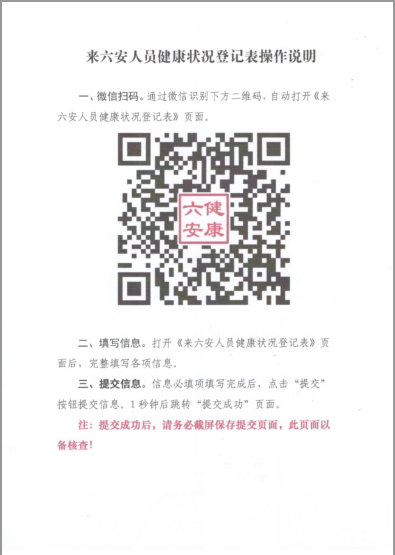 来六安人员健康状况登记表操作说明
一、微信扫码。通过微信识别下方二维码，自动打开《来
六安人员健康状况登记表》页面。
六健
安康
二、填写信息。打开《来六安人员健康状况登记表》页
面后，完整填写各项信息。
三、提交信息。信息必填项填写完成后，点击“提交”
按钮提交信息。1秒钟后跳转“提交成功”页面。
注：提交成功后，请务必截屏保存提交页面，此页面以
备核查！